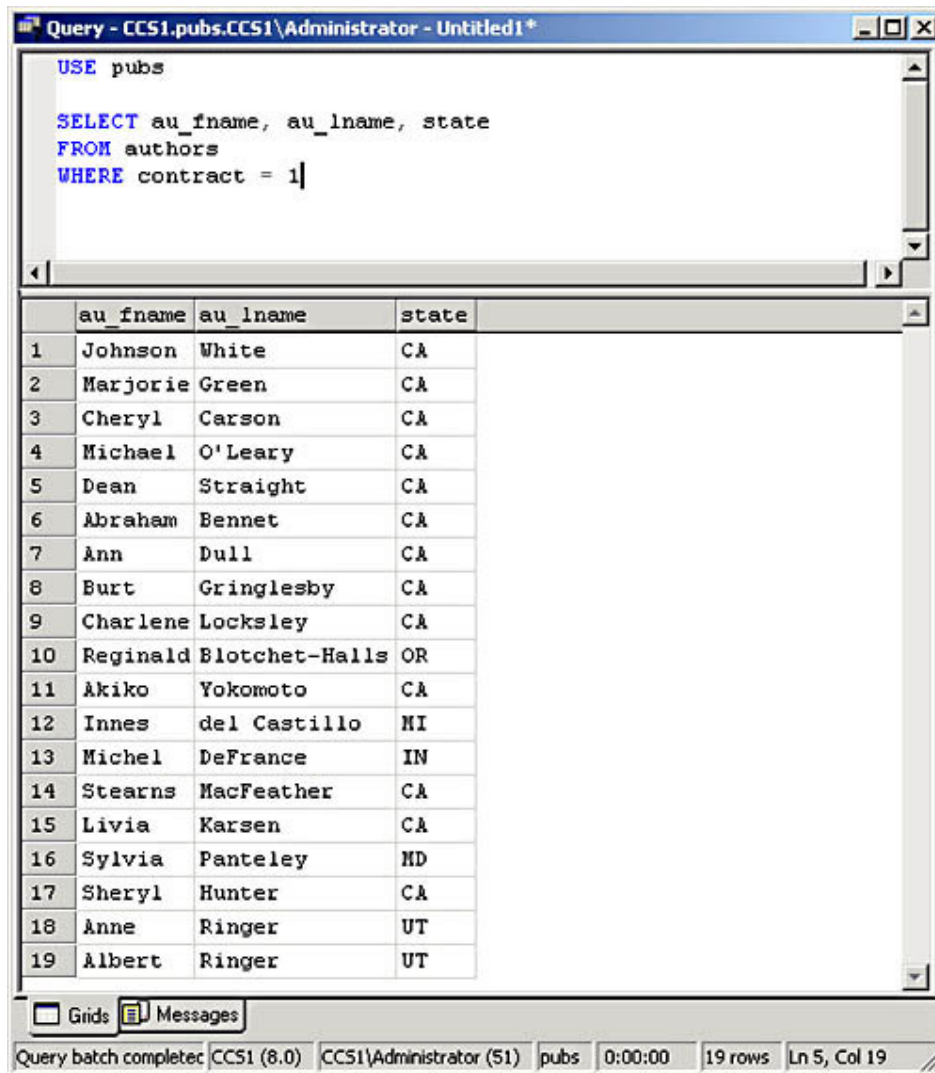 Query - CCS1.pubs.CCS1\Administrator - Untitled1*
USE pubs
SELECT au_fname, au_lname, state
FROM authors
WHERE contract = 1
au_fname au_lname state
1 Johnson White CA
2 Marjorie Green CA
3 Cheryl Carson CA
4 Michael O'Leary CA
5 Dean Straight CA
6 Abraham Bennet CA
7 Ann Dull CA
8 Burt Gringlesby CA
9 Charlene Locksley CA
10 Reginald Blotchet-Halls OR
11 Akiko Yokomoto CA
12 Innes del Castillo MI
13 Michel DeFrance IN
14 Stearns MacFeather CA
15 Livia Karsen CA
16 Sylvia Panteley MD
17 Sheryl Hunter CA
18 Anne Ringer UT
19 Albert Ringer UT
Grids Messages
Query batch completec CCS1 (8.0) CCS1\Administrator (51) pubs 0:00:00 19 rows Ln 5, Col 19